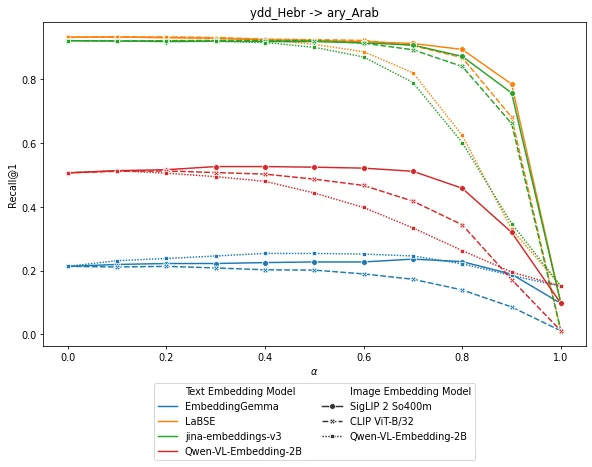 ydd_Hebr -> ary_Arab
Recall@1
0.8
0.6
0.4
0.2
0.0
0.0 0.2 0.4 0.6 0.8 1.0
α
Text Embedding Model Image Embedding Model
EmbeddingGemma SigLIP 2 So400m
LaBSE CLIP ViT-B/32
jina-embeddings-v3 Qwen-VL-Embedding-2B
Qwen-VL-Embedding-2B